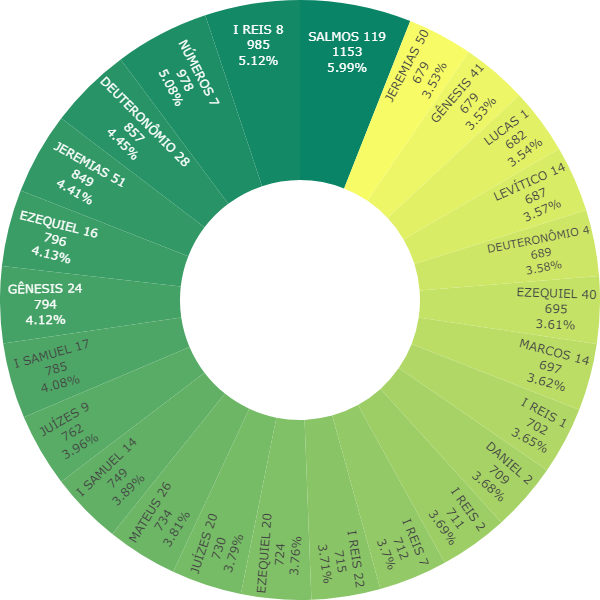 SALMOS 119
1153
5.99%
JEREMIAS 50
679
3.53%
GÊNESIS 41
679
3.53%
LUCAS 1
682
3.54%
LEVÍTICO 14
687
3.57%
DEUTERONÔMIO 4
689
3.58%
EZEQUIEL 40
695
3.61%
MARCOS 14
697
3.62%
I REIS 1
702
3.65%
DANIEL 2
709
3.68%
I REIS 2
711
3.69%
I REIS 7
712
3.7%
I REIS 22
715
3.71%
EZEQUIEL 20
724
3.76%
JUÍZES 20
730
3.79%
MATEUS 26
734
3.81%
I SAMUEL 14
749
3.89%
JUÍZES 9
762
3.96%
I SAMUEL 17
785
4.08%
GÊNESIS 24
794
4.12%
EZEQUIEL 16
796
4.13%
JEREMIAS 51
849
4.41%
DEUTERONÔMIO 28
857
4.45%
NÚMEROS 7
978
5.08%
I REIS 8
985
5.12%